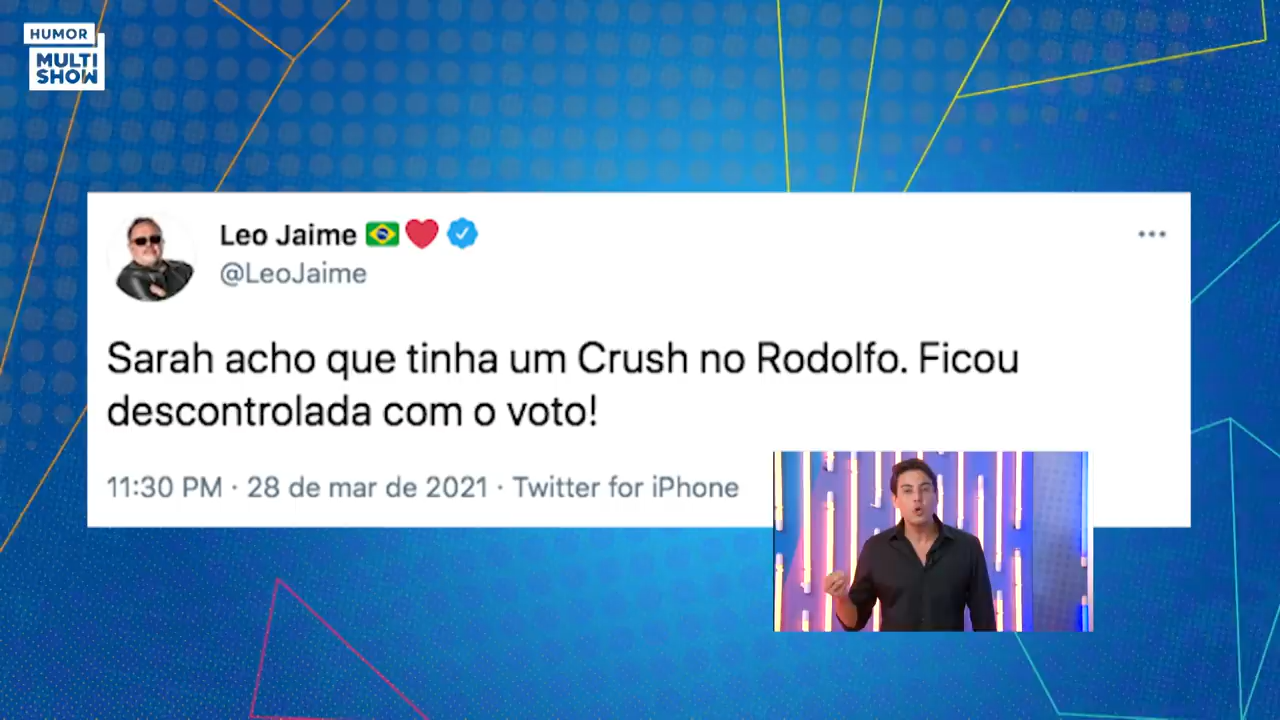 HUMOR
MULTI
SHOW
Leo Jaime 🇧🇷❤️
@LeoJaime
Sarah acho que tinha um Crush no Rodolfo. Ficou
descontrolada com o voto!
11:30 PM · 28 de mar de 2021 · Twitter for iPhone